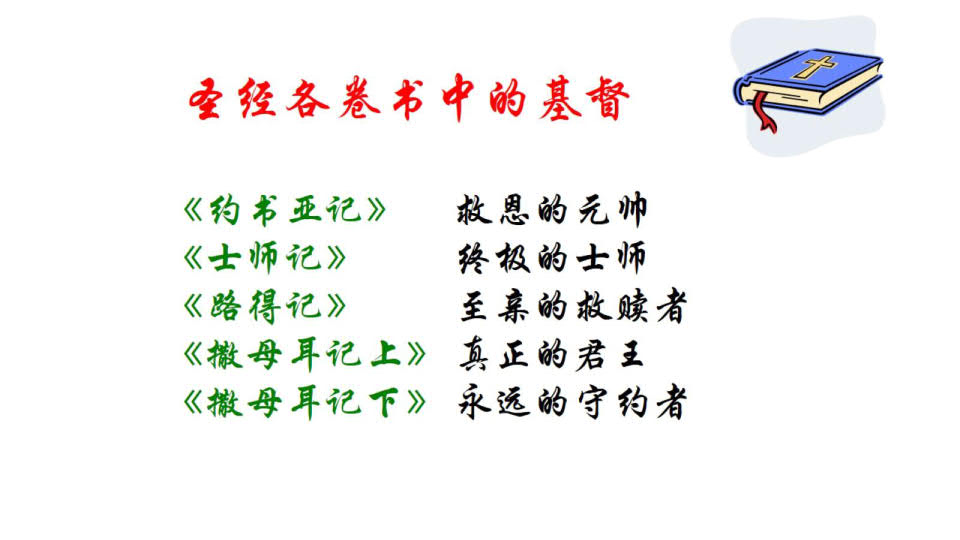 圣经各卷书中的基督
《约书亚记》 救恩的元帅
《士师记》 终极的士师
《路得记》 至亲的救赎者
《撒母耳记上》 真正的君王
《撒母耳记下》 永远的守约者